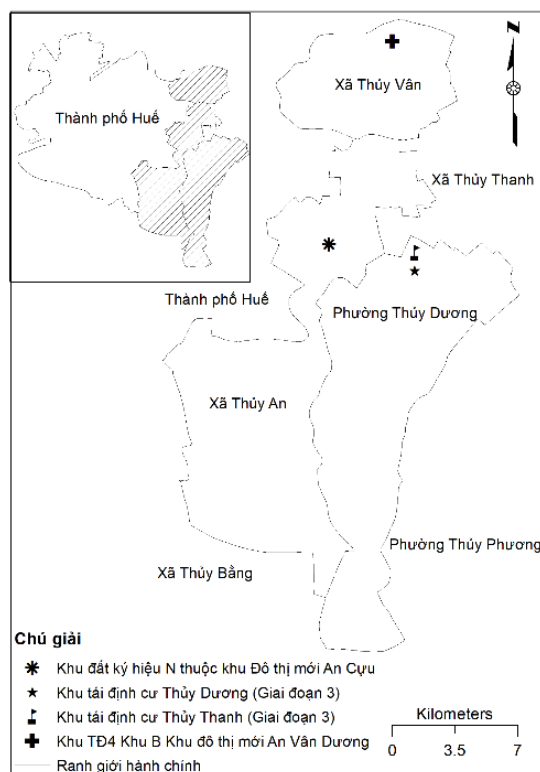 N
Xã Thủy Vân
Thành phố Huế
Xã Thủy Thanh
Thành phố Huế
Phường Thủy Dương
Xã Thủy An
Phường Thủy Phương
Xã Thủy Bằng
Chú giải
Khu đất ký hiệu N thuộc khu Đô thị mới An Cựu
Khu tái định cư Thủy Dương (Giai đoạn 3)
Khu tái định cư Thủy Thanh (Giai đoạn 3)
Khu TĐ4 Khu B Khu đô thị mới An Vân Dương
Ranh giới hành chính
Kilometers
0 3.5 7